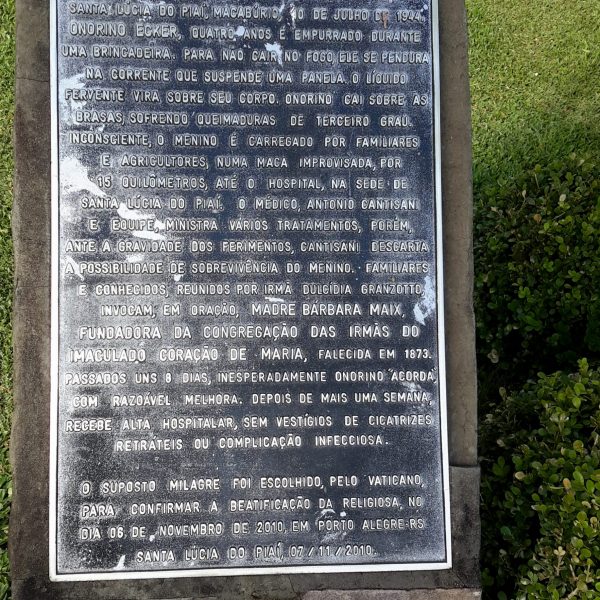 SANTA LÚCIA DO PIAÍ, MACABÚRIO, 10 DE JULHO DE 1944,
ONORINO ECKER, QUATRO ANOS É EMPURRADO DURANTE
UMA BRINCADEIRA. PARA NÃO CAIR NO FOGO, ELE SE PENDURA
NA CORRENTE QUE SUSPENDE UMA PANELA. O LÍQUIDO
FERVENTE VIRA SOBRE SEU CORPO. ONORINO CAI SOBRE AS
BRASAS, SOFRENDO QUEIMADURAS DE TERCEIRO GRAU.
INCONSCIENTE, O MENINO É CARREGADO POR FAMILIARES
E AGRICULTORES, NUMA MACA IMPROVISADA, POR
15 QUILÔMETROS, ATÉ O HOSPITAL, NA SEDE DE
SANTA LÚCIA DO PIAÍ. O MÉDICO, ANTONIO CANTISANI
E EQUIPE, MINISTRA VÁRIOS TRATAMENTOS, PORÉM,
ANTE A GRAVIDADE DOS FERIMENTOS, CANTISANI DESCARTA
A POSSIBILIDADE DE SOBREVIVÊNCIA DO MENINO. FAMILIARES
E CONHECIDOS, REUNIDOS POR IRMÃ DULCÍDIA GRANZOTTO,
INVOCAM, EM ORAÇÃO, MADRE BÁRBARA MAIX,
FUNDADORA DA CONGREGAÇÃO DAS IRMÃS DO
IMACULADO CORAÇÃO DE MARIA, FALECIDA EM 1873.
PASSADOS UNS 8 DIAS, INESPERADAMENTE ONORINO ACORDA,
COM RAZOÁVEL MELHORA. DEPOIS DE MAIS UMA SEMANA,
RECEBE ALTA HOSPITALAR, SEM VESTÍGIOS DE CICATRIZES
RETRÁTEIS OU COMPLICAÇÃO INFECCIOSA.
O SUPOSTO MILAGRE FOI ESCOLHIDO, PELO VATICANO,
PARA CONFIRMAR A BEATIFICAÇÃO DA RELIGIOSA, NO
DIA 06, DE NOVEMBRO DE 2010, EM PORTO ALEGRE-RS
SANTA LÚCIA DO PIAÍ, 07/11/2010.